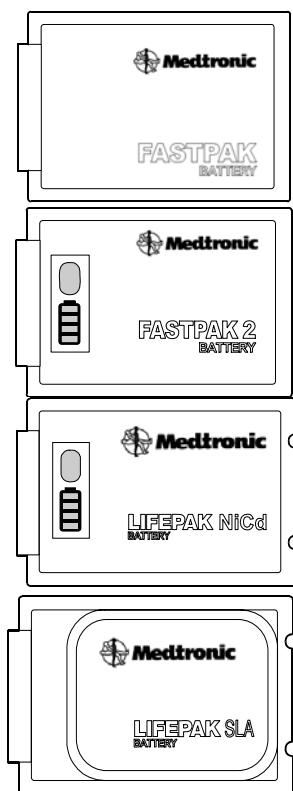 Medtronic
FASTPAK
BATTERY
Medtronic
FASTPAK 2
BATTERY
Medtronic
LIFEPAK NiCd
BATTERY
Medtronic
LIFEPAK SLA
BATTERY